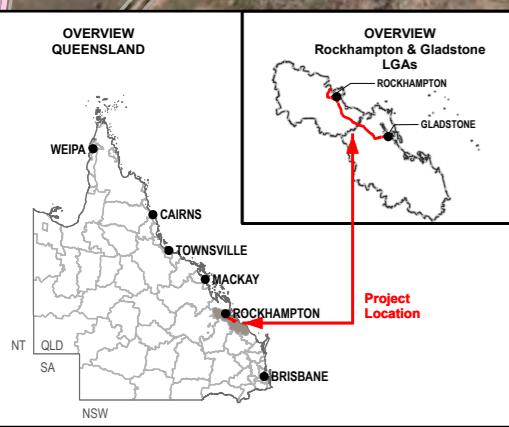 OVERVIEW
QUEENSLAND
WEIPA
CAIRNS
TOWNSVILLE
MACKAY
ROCKHAMPTON
BRISBANE
NT
QLD
SA
NSW
OVERVIEW
Rockhampton & Gladstone
LGAs
ROCKHAMPTON
GLADSTONE
Project
Location